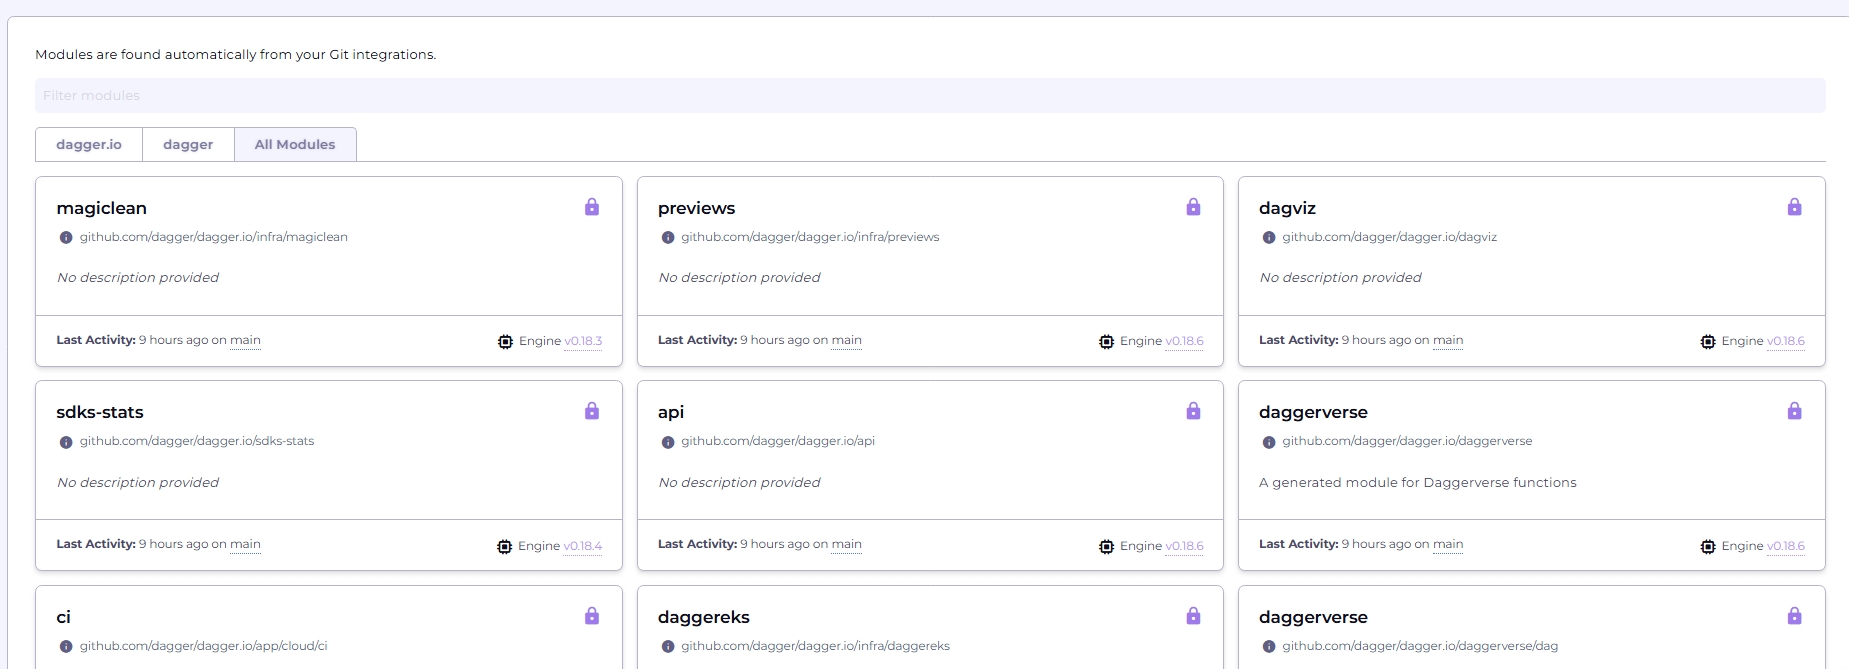 Modules are found automatically from your Git integrations.
Filter modules
dagger.io dagger All Modules
magiclean
github.com/dagger/dagger.io/infra/magiclean
No description provided
Last Activity: 9 hours ago on main Engine v0.18.3
previews
github.com/dagger/dagger.io/infra/previews
No description provided
Last Activity: 9 hours ago on main Engine v0.18.6
dagviz
github.com/dagger/dagger.io/dagviz
No description provided
Last Activity: 9 hours ago on main Engine v0.18.6
sdks-stats
github.com/dagger/dagger.io/sdks-stats
No description provided
Last Activity: 9 hours ago on main Engine v0.18.4
api
github.com/dagger/dagger.io/api
No description provided
Last Activity: 9 hours ago on main Engine v0.18.6
daggerverse
github.com/dagger/dagger.io/daggerverse
A generated module for Daggerverse functions
Last Activity: 9 hours ago on main Engine v0.18.6
ci
github.com/dagger/dagger.io/app/cloud/ci
daggereks
github.com/dagger/dagger.io/infra/daggereks
daggerverse
github.com/dagger/dagger.io/daggerverse/dag